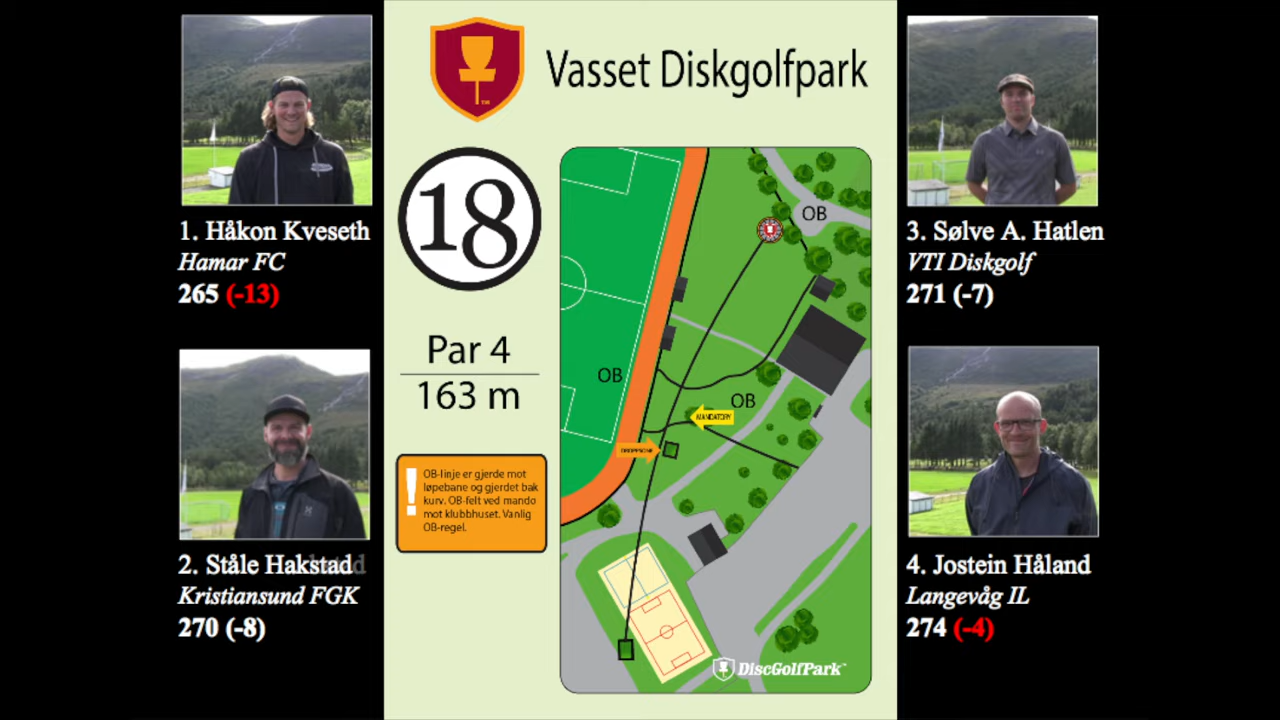 1. Håkon Kveseth
Hamar FC
265 (-13)
2. Ståle Hakstad
Kristiansund FGK
270 (-8)
Vasset Diskgolfpark
18
Par 4
163 m
! OB-linje er gjerde mot
løpebane og gjerdet bak
kurv. OB-felt ved mando
mot klubbhuset. Vanlig
OB-regel.
OB
OB
OB
MANDATORY
DROPPSONE
DiscGolfPark™
3. Sølve A. Hatlen
VTI Diskgolf
271 (-7)
4. Jostein Håland
Langevåg IL
274 (-4)